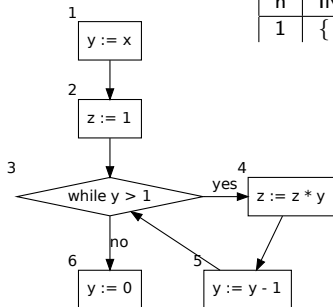 1
y := x
2
z := 1
3
while y > 1
yes
4
z := z * y
no
6
y := 0
5
y := y - 1
n
1 {